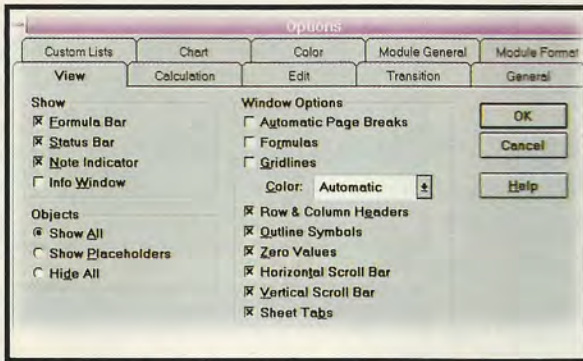 Options
Custom Lists Chart Color Module General Module Format
View Calculation Edit Transition General
Show
Formula Bar
Status Bar
Note Indicator
Info Window
Objects
Show All
Show Placeholders
Hide All
Window Options
Automatic Page Breaks
Formulas
Gridlines
Color: Automatic
Row & Column Headers
Outline Symbols
Zero Values
Horizontal Scroll Bar
Vertical Scroll Bar
Sheet Tabs
OK
Cancel
Help